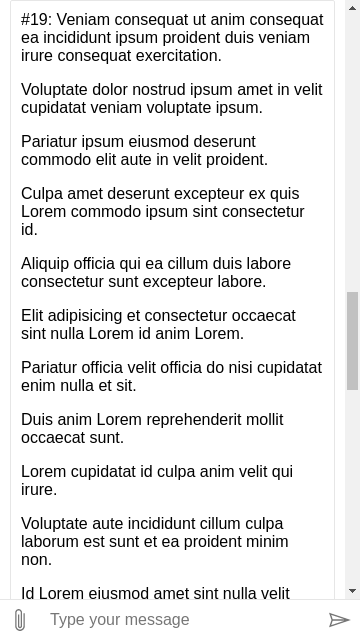 #19: Veniam consequat ut anim consequat
ea incididunt ipsum proident duis veniam
irure consequat exercitation.
Voluptate dolor nostrud ipsum amet in velit
cupidatat veniam voluptate ipsum.
Pariatur ipsum eiusmod deserunt
commodo elit aute in velit proident.
Culpa amet deserunt excepteur ex quis
Lorem commodo ipsum sint consectetur
id.
Aliquip officia qui ea cillum duis labore
consectetur sunt excepteur labore.
Elit adipisicing et consectetur occaecat
sint nulla Lorem id anim Lorem.
Pariatur officia velit officia do nisi cupidatat
enim nulla et sit.
Duis anim Lorem reprehenderit mollit
occaecat sunt.
Lorem cupidatat id culpa anim velit qui
irure.
Voluptate aute incididunt cillum culpa
laborum est sunt et ea proident minim
non.
Id Lorem eiusmod amet sint nulla velit
Type your message